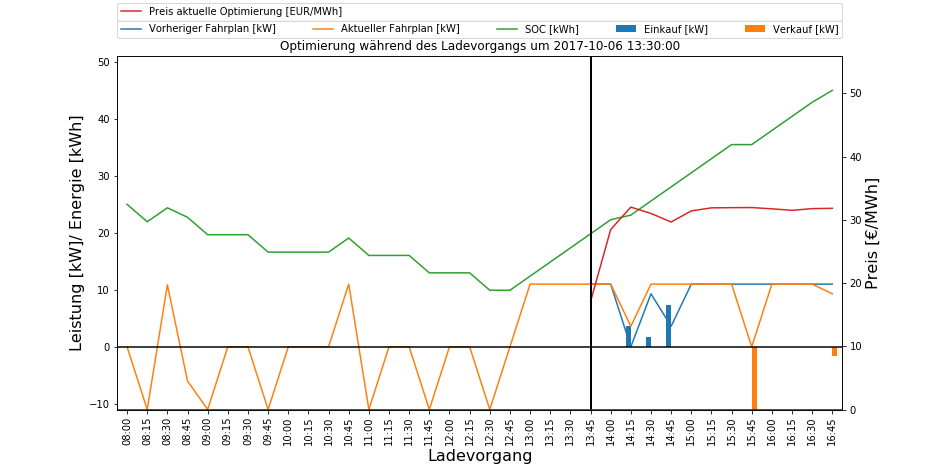 Preis aktuelle Optimierung [EUR/MWh]
Vorheriger Fahrplan [kW] Aktueller Fahrplan [kW] SOC [kWh] Einkauf [kW] Verkauf [kW]
Optimierung während des Ladevorgangs um 2017-10-06 13:30:00
Leistung [kW]/ Energie [kWh]
50
40
30
20
10
0
−10
Preis [€/MWh]
50
40
30
20
10
0
08:00 08:15 08:30 08:45 09:00 09:15 09:30 09:45 10:00 10:15 10:30 10:45 11:00 11:15 11:30 11:45 12:00 12:15 12:30 12:45 13:00 13:15 13:30 13:45 14:00 14:15 14:30 14:45 15:00 15:15 15:30 15:45 16:00 16:15 16:30 16:45
Ladevorgang